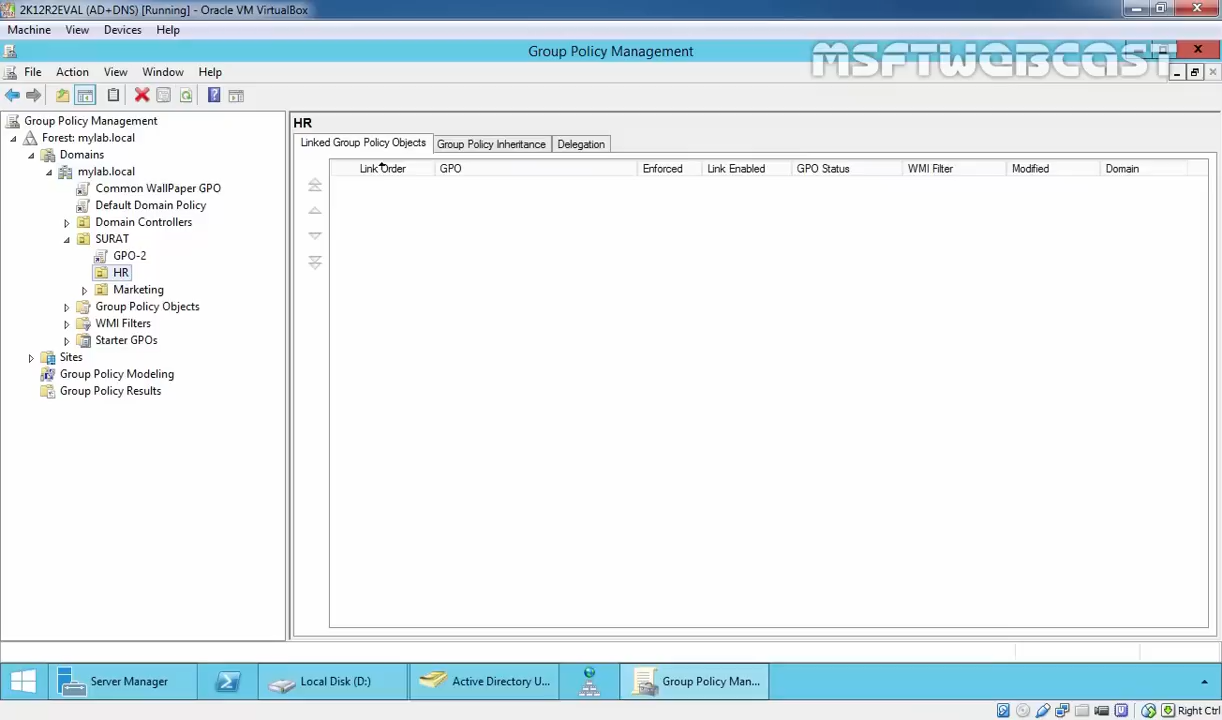 2K12R2EVAL (AD+DNS) [Running] - Oracle VM VirtualBox
Machine View Devices Help
Group Policy Management
MSFTWEBCAST
File Action View Window Help
Group Policy Management
Forest: mylab.local
Domains
mylab.local
Common WallPaper GPO
Default Domain Policy
Domain Controllers
SURAT
GPO-2
HR
Marketing
Group Policy Objects
WMI Filters
Starter GPOs
Sites
Group Policy Modeling
Group Policy Results
HR
Linked Group Policy Objects Group Policy Inheritance Delegation
Link Order GPO Enforced Link Enabled GPO Status WMI Filter Modified Domain
Server Manager Local Disk (D:) Active Directory U... Group Policy Man...
Right Ctrl